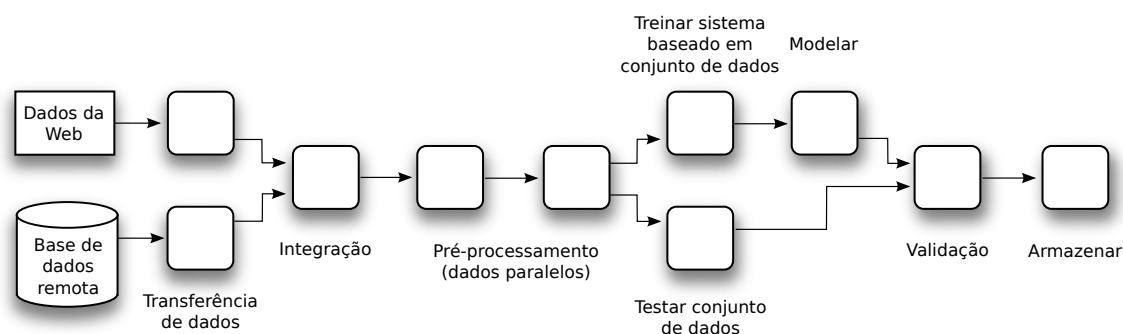 Treinar sistema
baseado em
conjunto de dados
Modelar
Dados da
Web
Base de
dados
remota
Transferência
de dados
Integração
Pré-processamento
(dados paralelos)
Testar conjunto
de dados
Validação
Armazenar